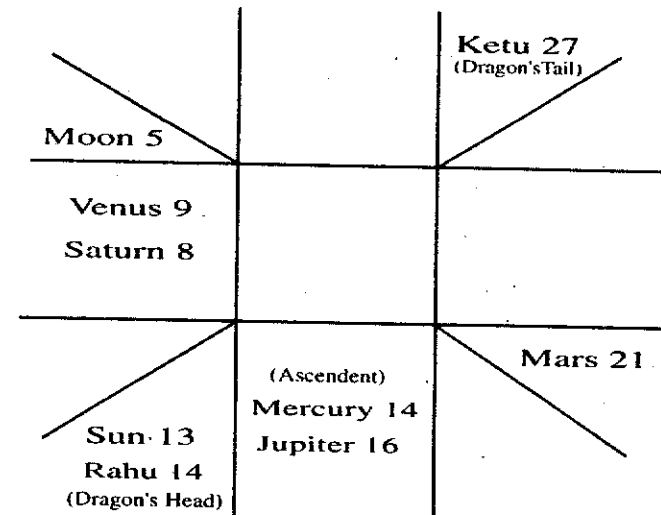 Ketu 27
(Dragon'sTail)
Moon 5
Venus 9
Saturn 8
Mars 21
(Ascendent)
Mercury 14
Jupiter 16
Sun 13
Rahu 14
(Dragon's Head)